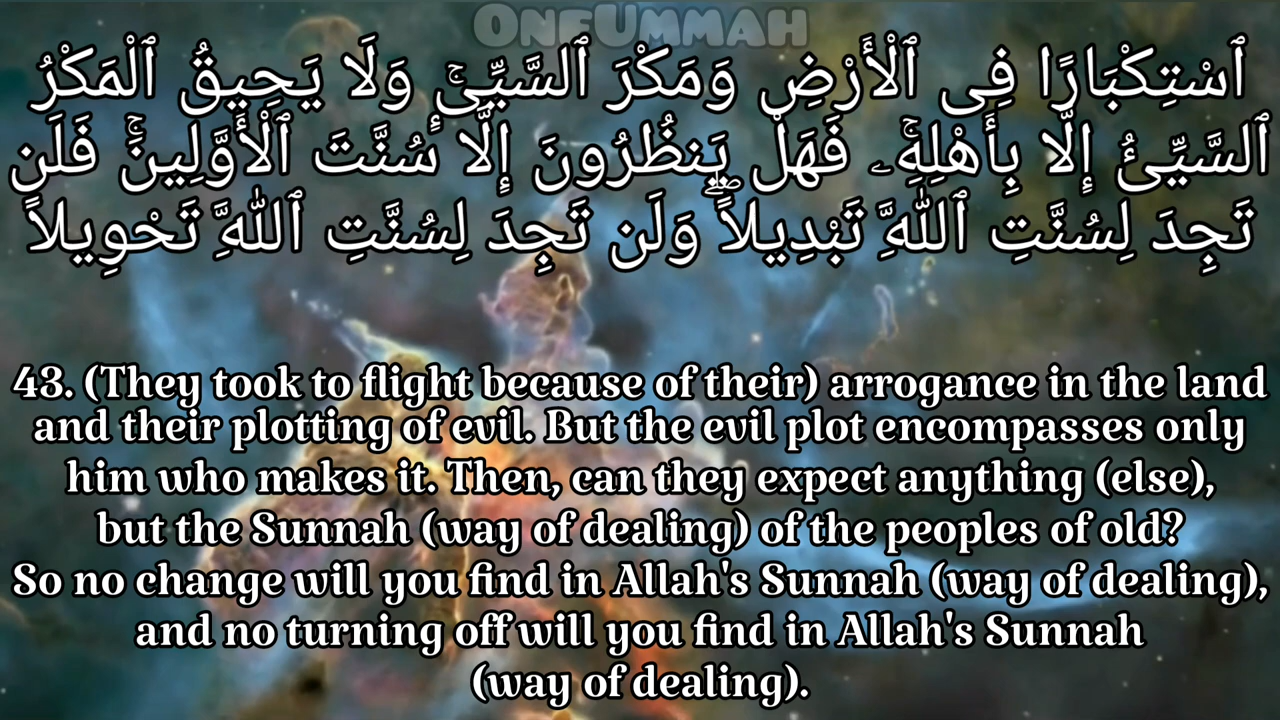 OneUmmah
ٱسْتِكْبَارًا فِى ٱلْأَرْضِ وَمَكْرَ ٱلسَّيِّئِۚ وَلَا يَحِيقُ ٱلْمَكْرُ
ٱلسَّيِّئُ إِلَّا بِأَهْلِهِۦۚ فَهَلْ يَنظُرُونَ إِلَّا سُنَّتَ ٱلْأَوَّلِينَۚ فَلَن
تَجِدَ لِسُنَّتِ ٱللَّهِ تَبْدِيلًاۖ وَلَن تَجِدَ لِسُنَّتِ ٱللَّهِ تَحْوِيلًا
43. (They took to flight because of their) arrogance in the land
and their plotting of evil. But the evil plot encompasses only
him who makes it. Then, can they expect anything (else),
but the Sunnah (way of dealing) of the peoples of old?
So no change will you find in Allah's Sunnah (way of dealing),
and no turning off will you find in Allah's Sunnah
(way of dealing).